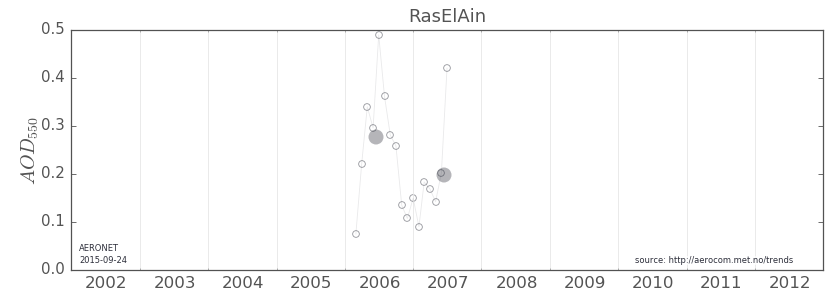 RasElAin
0.5
0.4
0.3
0.2
0.1
0.0
AOD550
AERONET
2015-09-24
source: http://aerocom.met.no/trends
2002 2003 2004 2005 2006 2007 2008 2009 2010 2011 2012